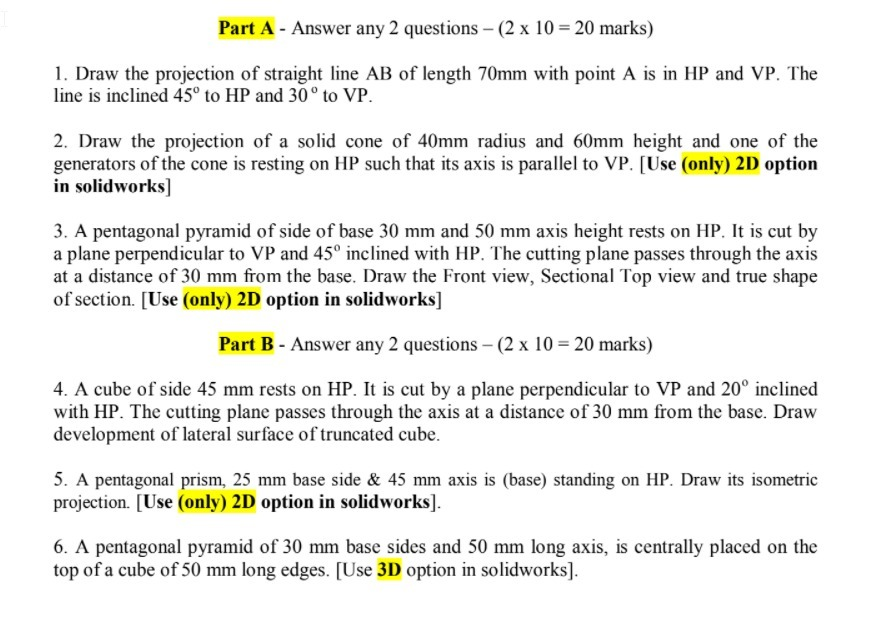 Part A - Answer any 2 questions – (2 x 10 = 20 marks)
1. Draw the projection of straight line AB of length 70mm with point A is in HP and VP. The
line is inclined 45º to HP and 30º to VP.
2. Draw the projection of a solid cone of 40mm radius and 60mm height and one of the
generators of the cone is resting on HP such that its axis is parallel to VP. [Use (only) 2D option
in solidworks]
3. A pentagonal pyramid of side of base 30 mm and 50 mm axis height rests on HP. It is cut by
a plane perpendicular to VP and 45º inclined with HP. The cutting plane passes through the axis
at a distance of 30 mm from the base. Draw the Front view, Sectional Top view and true shape
of section. [Use (only) 2D option in solidworks]
Part B - Answer any 2 questions – (2 x 10 = 20 marks)
4. A cube of side 45 mm rests on HP. It is cut by a plane perpendicular to VP and 20º inclined
with HP. The cutting plane passes through the axis at a distance of 30 mm from the base. Draw
development of lateral surface of truncated cube.
5. A pentagonal prism, 25 mm base side & 45 mm axis is (base) standing on HP. Draw its isometric
projection. [Use (only) 2D option in solidworks].
6. A pentagonal pyramid of 30 mm base sides and 50 mm long axis, is centrally placed on the
top of a cube of 50 mm long edges. [Use 3D option in solidworks].